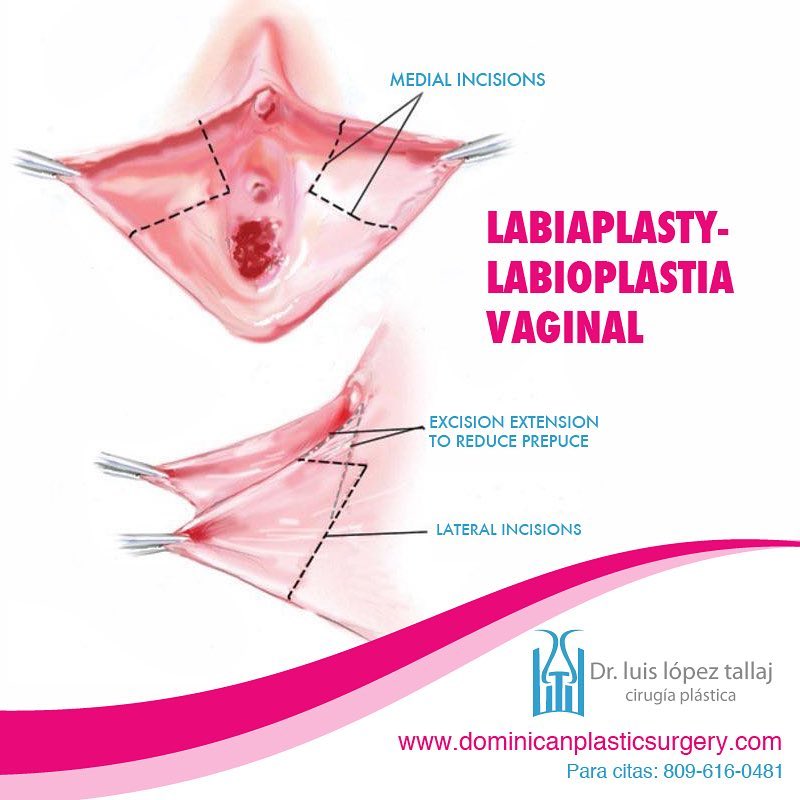 MEDIAL INCISIONS
LABIAPLASTY-
LABIOPLASTIA
VAGINAL
EXCISION EXTENSION
TO REDUCE PREPUCE
LATERAL INCISIONS
Dr. luis lópez tallaj
cirugía plástica
www.dominicanplasticsurgery.com
Para citas: 809-616-0481